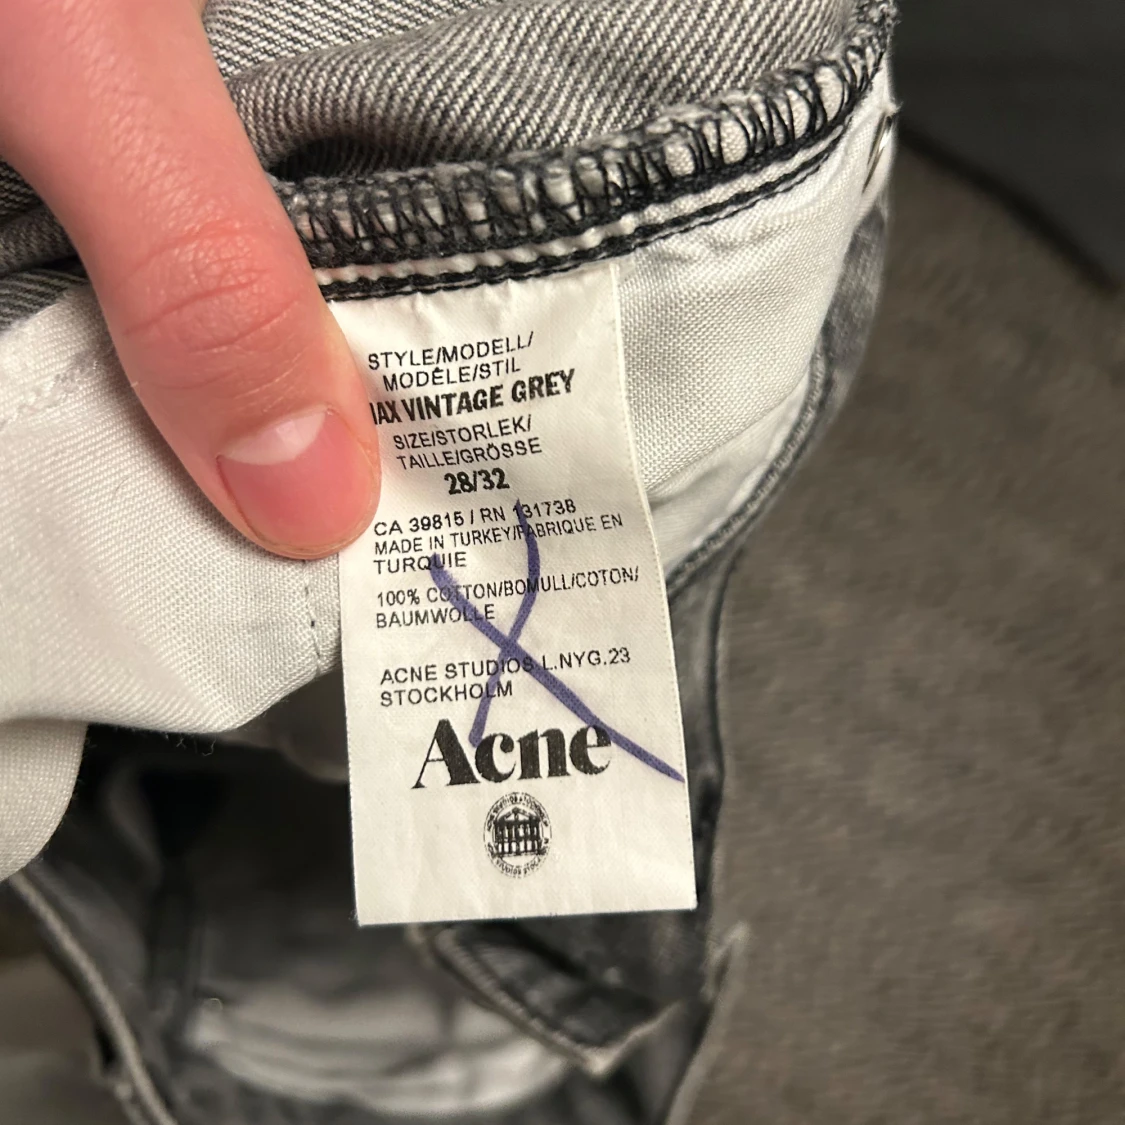 STYLE/MODELL/
MODÈLE/STIL
VINTAGE GREY
SIZE/STORLEK/
TAILLE/GRÖSSE
28/32
CA 39815 / RN 131738
MADE IN TURKEY/FABRIQUE EN
TURQUIE
100% COTTON/BOMULL/COTON/
BAUMWOLLE
ACNE STUDIOS L.NYG.23
STOCKHOLM
Acne